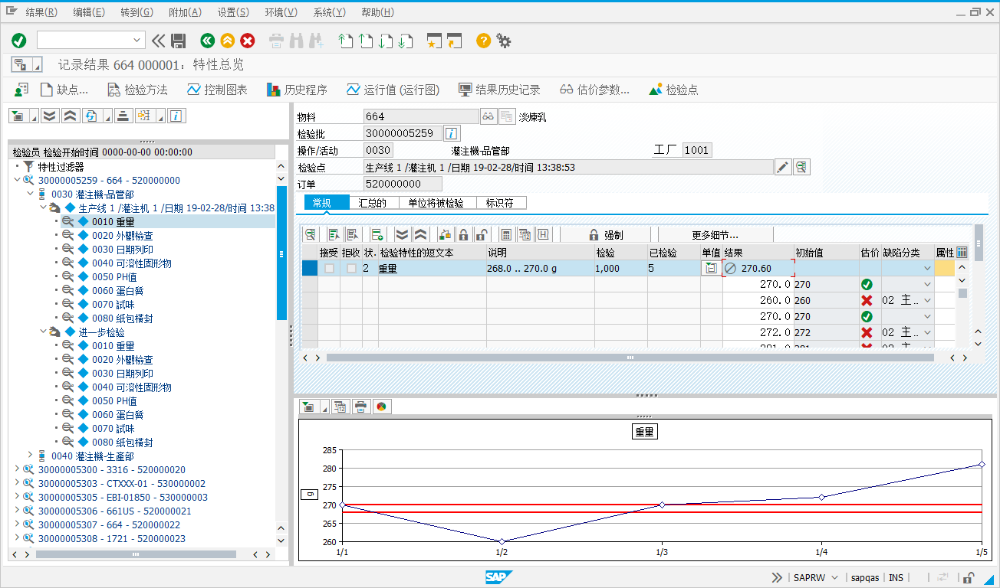 结果(R) 编辑(E) 转到(G) 附加(A) 设置(S) 环境(V) 系统(Y) 帮助(H)
记录结果 664 000001：特性总览
缺点... 检验方法 控制图表 历史程序 运行值 (运行图) 结果历史记录 估价参数... 检验点
检验员 检验开始时间 0000-00-00 00:00:00
特性过滤器
30000005259 - 664 - 520000000
0030 灌注機-品管部
生产线 1 /灌注机 1 /日期 19-02-28/时间 13:38
0010 重量
0020 外觀檢查
0030 日期列印
0040 可溶性固形物
0050 PH值
0060 蛋白質
0070 試味
0080 紙包橫封
进一步检验
0010 重量
0020 外觀檢查
0030 日期列印
0040 可溶性固形物
0050 PH值
0060 蛋白質
0070 試味
0080 紙包橫封
0040 灌注機-生產部
30000005300 - 3316 - 520000020
30000005303 - CTXXX-01 - 530000002
30000005305 - EBI-01850 - 530000003
30000005306 - 661US - 520000021
30000005307 - 664 - 520000022
30000005308 - 1721 - 520000023
物料 664 淡煉乳
检验批 30000005259
操作/活动 0030 灌注機-品管部 工厂 1001
检验点 生产线 1 /灌注机 1 /日期 19-02-28/时间 13:38:53
订单 520000000
常规 汇总的 单位将被检验 标识符
强制 更多细节...
接受 拒收 状. 检验特性的短文本 说明 检验 已检验 单值 结果 初始值 估价 缺陷分类 属性
2 重量 268.0 .. 270.0 g 1,000 5 270.60
270.0 270
260.0 260 02 主...
270.0 270
272.0 272 02 主...
281.0 281 02 主...
重量
g
285
280
275
270
265
260
1/1 1/2 1/3 1/4 1/5
SAP
SAPRW sapqas INS